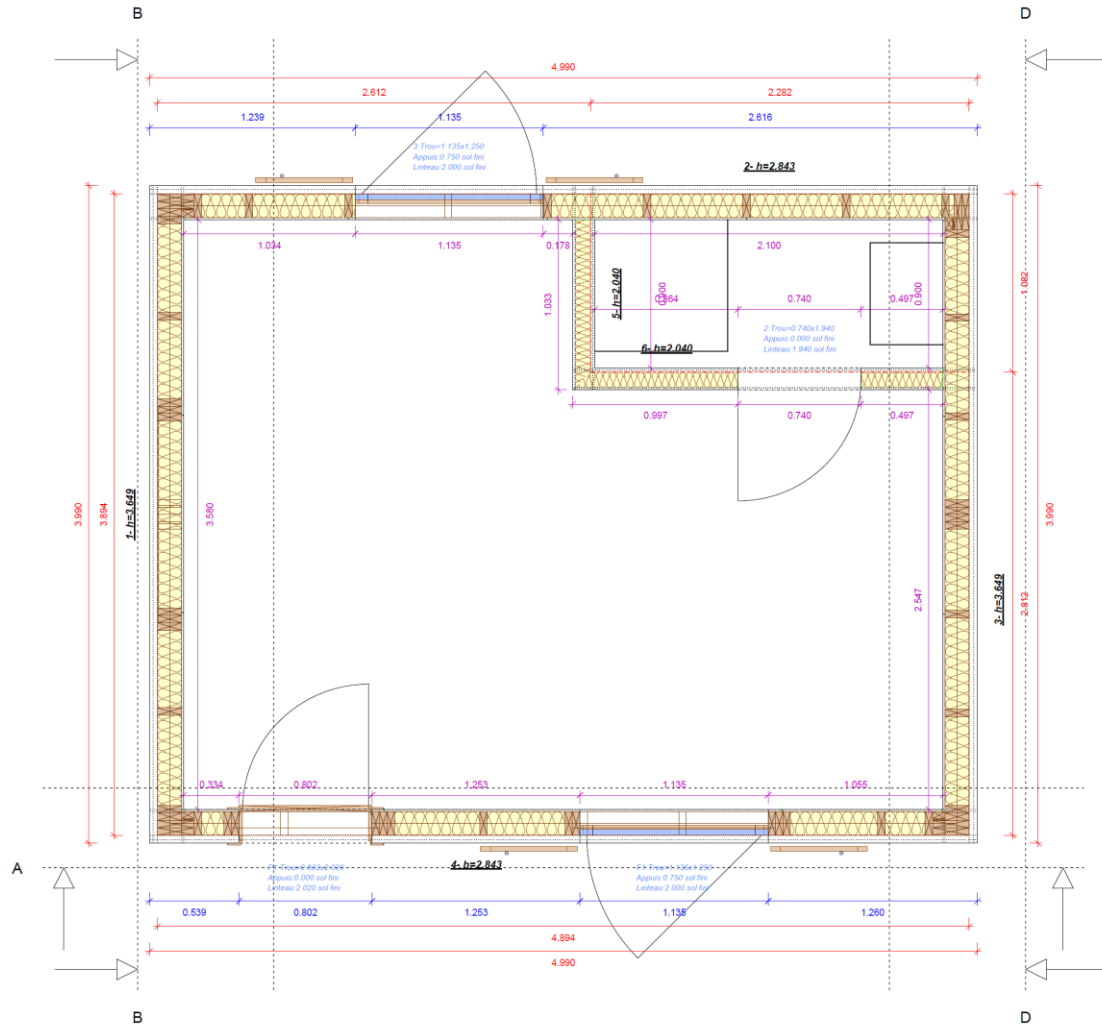 B
D
4.990
2.612
2.282
1.239
1.135
2.616
3:Trou=1.135x1.250
Appuis:0.750 sol fini
Linteau:2.000 sol fini
2- h=2.843
1.034
1.135
0.178
2.100
1.033
5- h=2.040
0.900
0.740
0.497
0.900
1.082
2:Trou=0.740x1.940
Appuis:0.000 sol fini
Linteau:1.940 sol fini
6- h=2.040
0.997
0.740
0.497
3.990
3.894
1- h=3.649
3.580
2.547
3- h=3.649
2.812
3.990
0.334
0.802
1.253
1.135
1.055
A
4- h=2.843
Appuis:0.000 sol fini
Linteau:2.020 sol fini
Appuis:0.750 sol fini
Linteau:2.000 sol fini
0.539
0.802
1.253
1.135
1.260
4.894
4.990
B
D